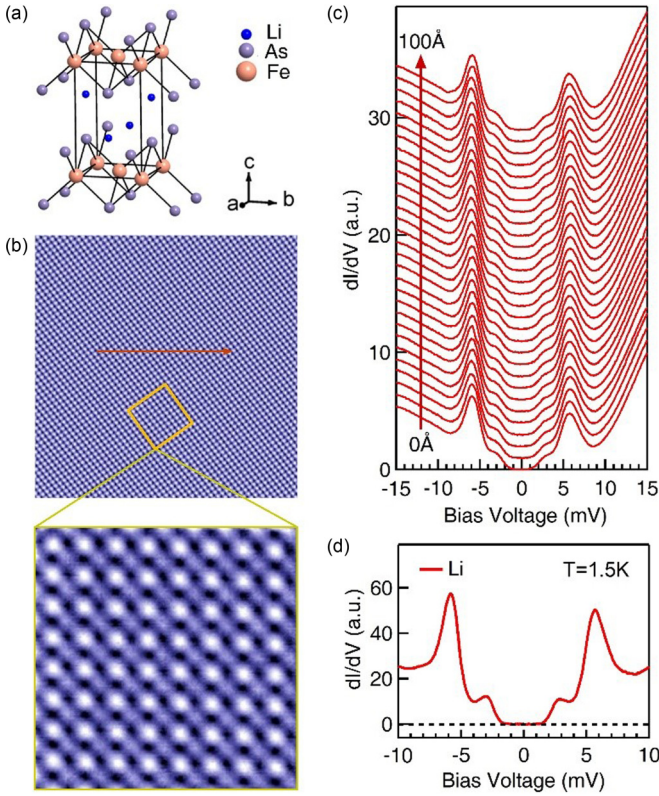 (a)
Li
As
Fe
c
a
b
(b)
(c)
100Å
0Å
dI/dV (a.u.)
30
20
10
0
-15 -10 -5 0 5 10 15
Bias Voltage (mV)
(d)
Li
T=1.5K
dI/dV (a.u.)
60
40
20
0
-10 -5 0 5 10
Bias Voltage (mV)